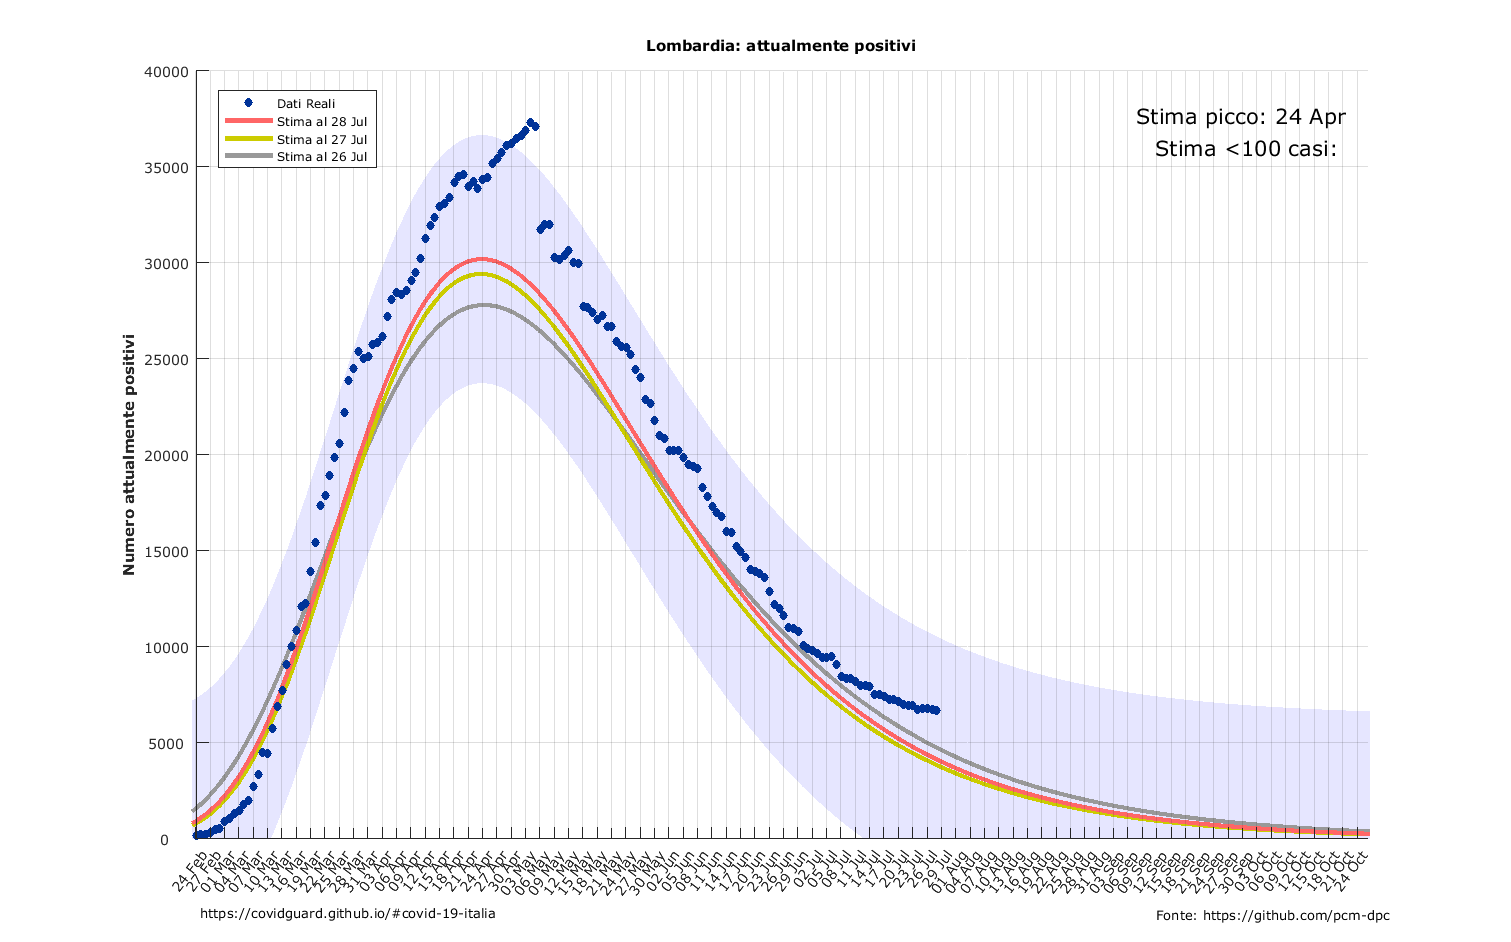 Lombardia: attualmente positivi
Stima picco: 24 Apr
Stima <100 casi:
Dati Reali
Stima al 28 Jul
Stima al 27 Jul
Stima al 26 Jul
Numero attualmente positivi
40000
35000
30000
25000
20000
15000
10000
5000
0
24 Feb
27 Feb
01 Mar
04 Mar
07 Mar
10 Mar
13 Mar
16 Mar
19 Mar
22 Mar
25 Mar
28 Mar
31 Mar
03 Apr
06 Apr
09 Apr
12 Apr
15 Apr
18 Apr
21 Apr
24 Apr
27 Apr
30 Apr
03 May
06 May
09 May
12 May
15 May
18 May
21 May
24 May
27 May
30 May
02 Jun
05 Jun
08 Jun
11 Jun
14 Jun
17 Jun
20 Jun
23 Jun
26 Jun
29 Jun
02 Jul
05 Jul
08 Jul
11 Jul
14 Jul
17 Jul
20 Jul
23 Jul
26 Jul
29 Jul
01 Aug
04 Aug
07 Aug
10 Aug
13 Aug
16 Aug
19 Aug
22 Aug
25 Aug
28 Aug
31 Aug
03 Sep
06 Sep
09 Sep
12 Sep
15 Sep
18 Sep
21 Sep
24 Sep
27 Sep
30 Sep
03 Oct
06 Oct
09 Oct
12 Oct
15 Oct
18 Oct
21 Oct
24 Oct
https://covidguard.github.io/#covid-19-italia
Fonte: https://github.com/pcm-dpc